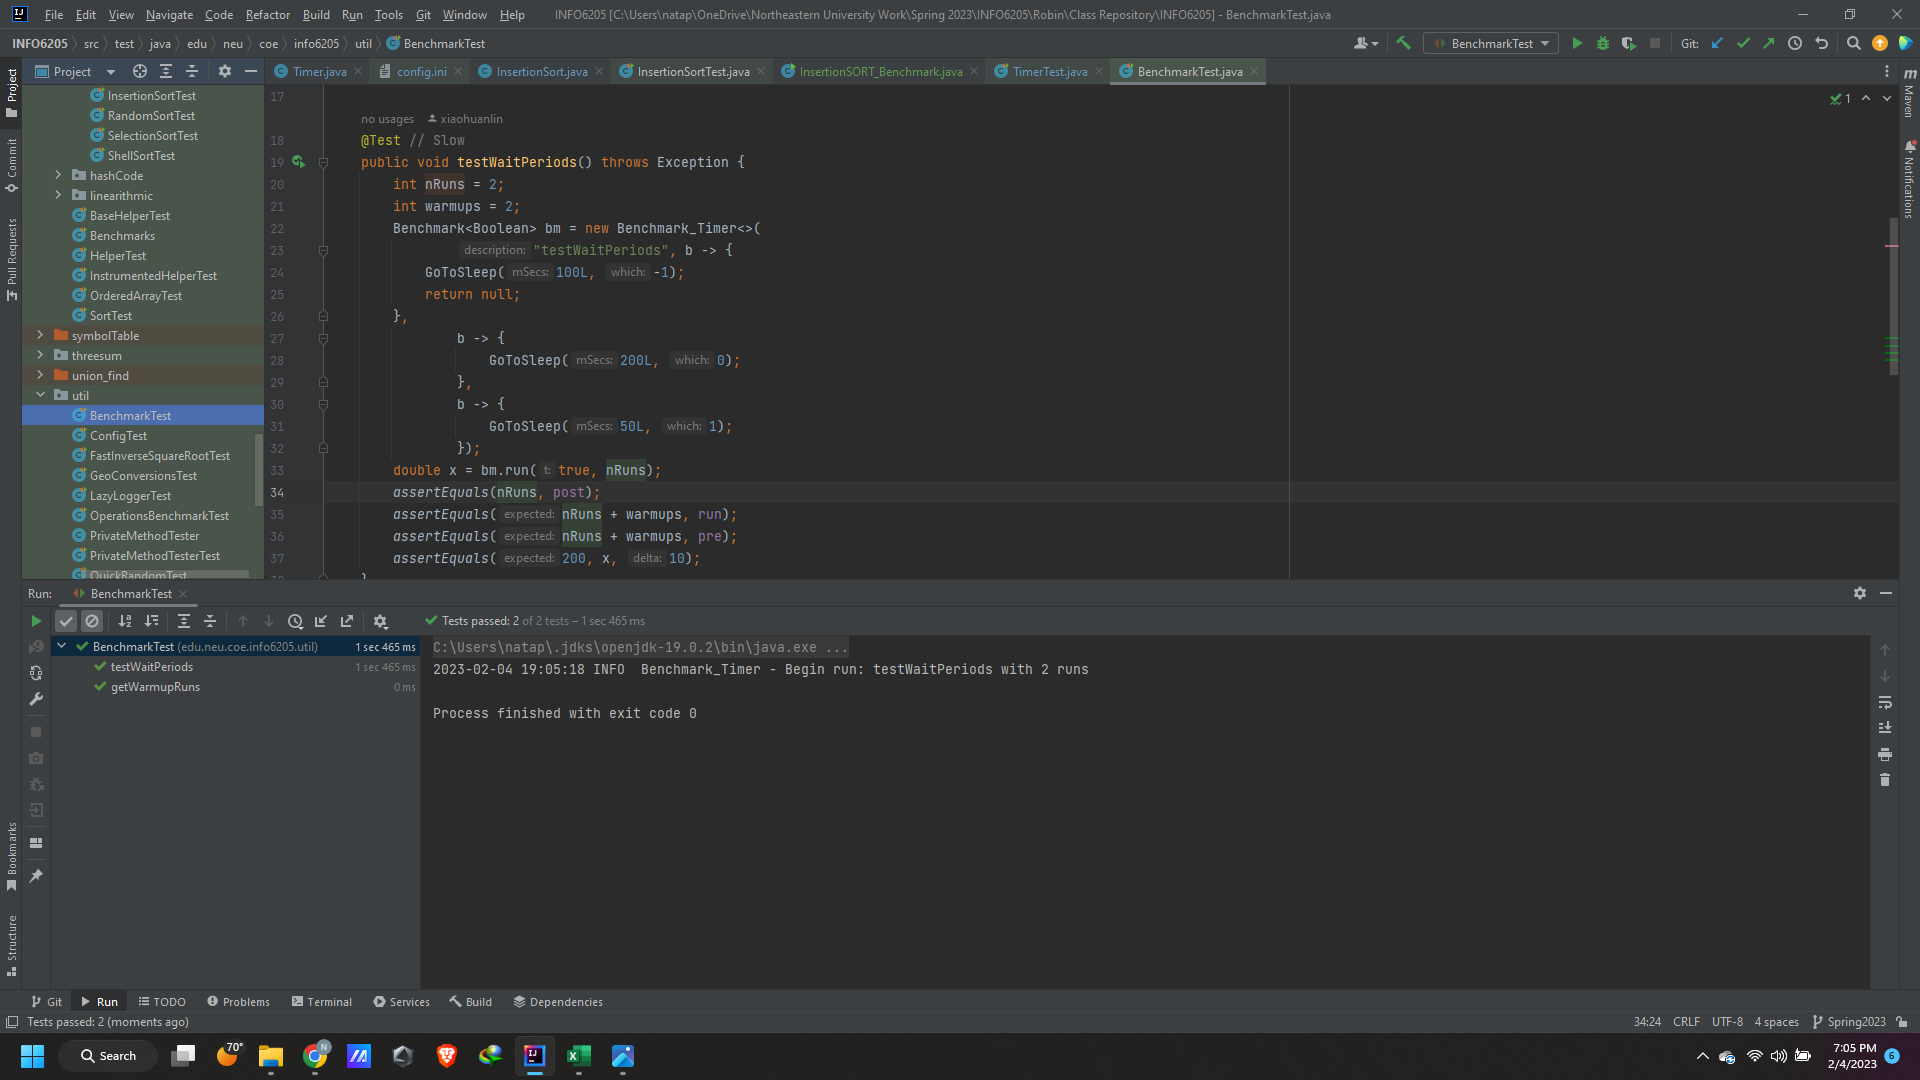 File Edit View Navigate Code Refactor Build Run Tools Git Window Help INFO6205 [C:\Users\natap\OneDrive\Northeastern University Work\Spring 2023\INFO6205\Robin\Class Repository\INFO6205] - BenchmarkTest.java
INFO6205 src test java edu neu coe info6205 util BenchmarkTest
BenchmarkTest Git:
Project
Timer.java config.ini InsertionSort.java InsertionSortTest.java InsertionSORT_Benchmark.java TimerTest.java BenchmarkTest.java
Project
Commit
Pull Requests
Bookmarks
Structure
InsertionSortTest
RandomSortTest
SelectionSortTest
ShellSortTest
hashCode
linearithmic
BaseHelperTest
Benchmarks
HelperTest
InstrumentedHelperTest
OrderedArrayTest
SortTest
symbolTable
threesum
union_find
util
BenchmarkTest
ConfigTest
FastInverseSquareRootTest
GeoConversionsTest
LazyLoggerTest
OperationsBenchmarkTest
PrivateMethodTester
PrivateMethodTesterTest
QuickRandomTest
17
no usages xiaohuanlin
18 @Test // Slow
19 public void testWaitPeriods() throws Exception {
20 int nRuns = 2;
21 int warmups = 2;
22 Benchmark<Boolean> bm = new Benchmark_Timer<>(
23 description: "testWaitPeriods", b -> {
24 GoToSleep( mSecs: 100L, which: -1);
25 return null;
26 },
27 b -> {
28 GoToSleep( mSecs: 200L, which: 0);
29 },
30 b -> {
31 GoToSleep( mSecs: 50L, which: 1);
32 });
33 double x = bm.run( t: true, nRuns);
34 assertEquals(nRuns, post);
35 assertEquals( expected: nRuns + warmups, run);
36 assertEquals( expected: nRuns + warmups, pre);
37 assertEquals( expected: 200, x, delta: 10);
38 }
1
m
Maven
Notifications
Run: BenchmarkTest
Tests passed: 2 of 2 tests – 1 sec 465 ms
BenchmarkTest (edu.neu.coe.info6205.util) 1 sec 465 ms
testWaitPeriods 1 sec 465 ms
getWarmupRuns 0 ms
C:\Users\natap\.jdks\openjdk-19.0.2\bin\java.exe ...
2023-02-04 19:05:18 INFO  Benchmark_Timer - Begin run: testWaitPeriods with 2 runs
Process finished with exit code 0
Git Run TODO Problems Terminal Services Build Dependencies
Tests passed: 2 (moments ago) 34:24 CRLF UTF-8 4 spaces Spring2023
Search 70° N
7:05 PM
2/4/2023
6